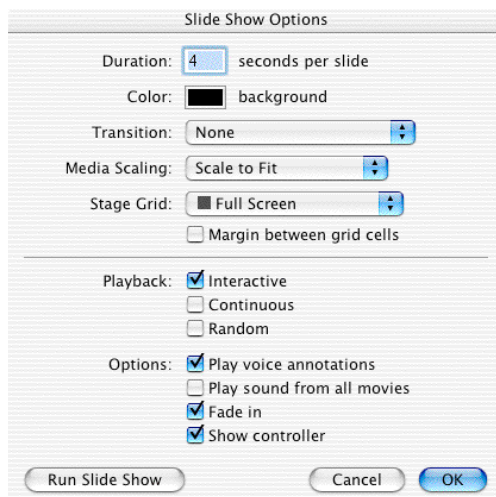 Slide Show Options
Duration: 4 seconds per slide
Color: background
Transition: None
Media Scaling: Scale to Fit
Stage Grid: Full Screen
Margin between grid cells
Playback: Interactive
Continuous
Random
Options: Play voice annotations
Play sound from all movies
Fade in
Show controller
Run Slide Show Cancel OK